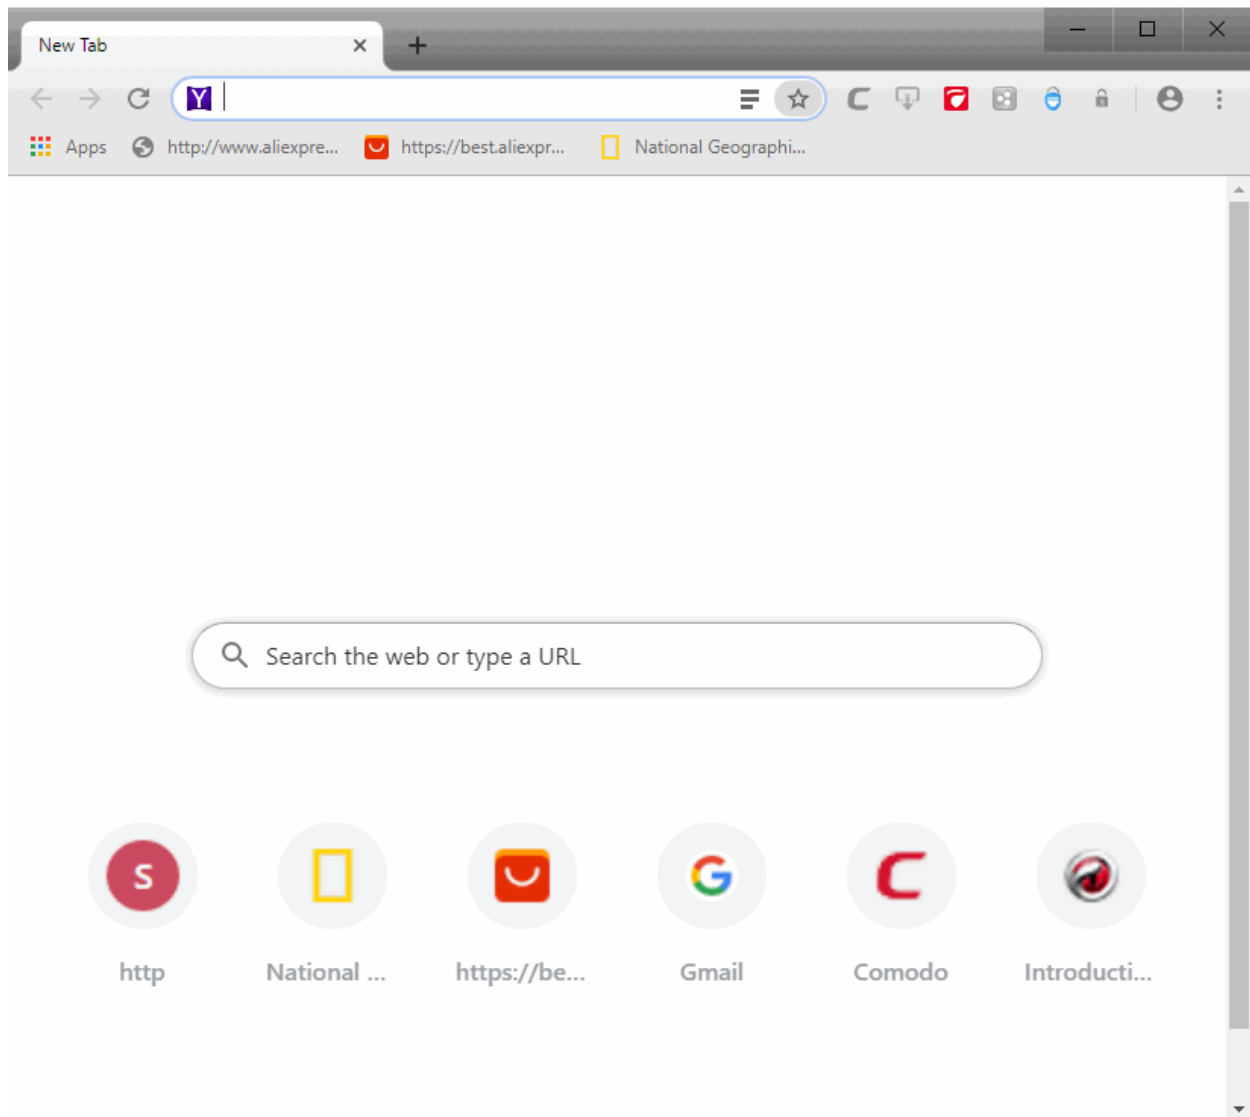 New Tab
Y
Apps http://www.aliexpre... https://best.aliexpr... National Geographi...
Search the web or type a URL
S
http National ... https://be... Gmail Comodo Introducti...